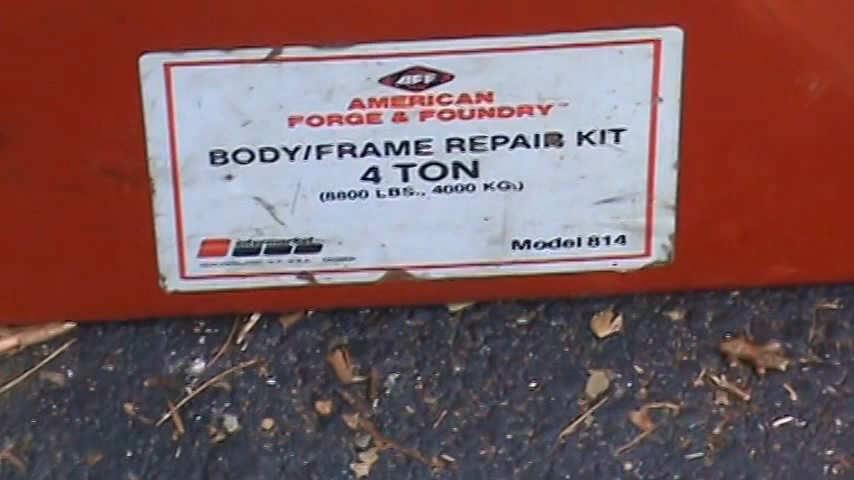 AFF
AMERICAN
FORGE & FOUNDRY™
BODY/FRAME REPAIR KIT
4 TON
(8800 LBS., 4000 KG.)
Model 814